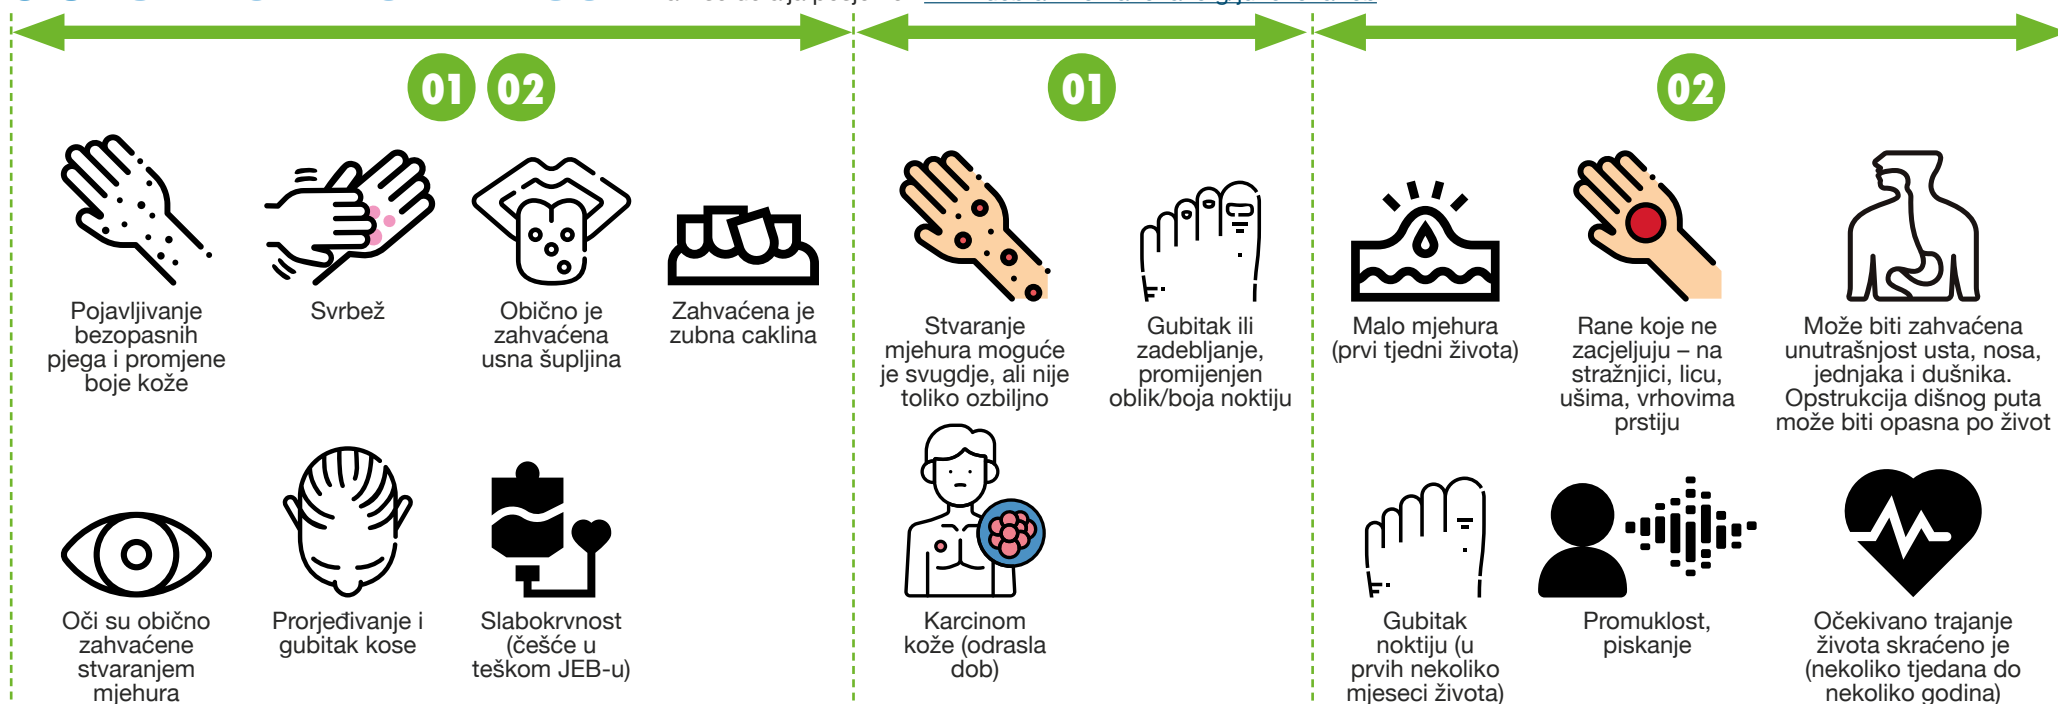 01 02
Pojavljivanje
bezopasnih
pjega i promjene
boje kože
Svrbež
Obično je
zahvaćena
usna šupljina
Zahvaćena je
zubna caklina
Oči su obično
zahvaćene
stvaranjem
mjehura
Prorjeđivanje i
gubitak kose
Slabokrvnost
(češće u
teškom JEB-u)
01
Stvaranje
mjehura moguće
je svugdje, ali nije
toliko ozbiljno
Gubitak ili
zadebljanje,
promijenjen
oblik/boja noktiju
Karcinom
kože (odrasla
dob)
02
Malo mjehura
(prvi tjedni života)
Rane koje ne
zacjeljuju – na
stražnjici, licu,
ušima, vrhovima
prstiju
Može biti zahvaćena
unutrašnjost usta, nosa,
jednjaka i dušnika.
Opstrukcija dišnog puta
može biti opasna po život
Gubitak
noktiju (u
prvih nekoliko
mjeseci života)
Promuklost,
piskanje
Očekivano trajanje
života skraćeno je
(nekoliko tjedana do
nekoliko godina)